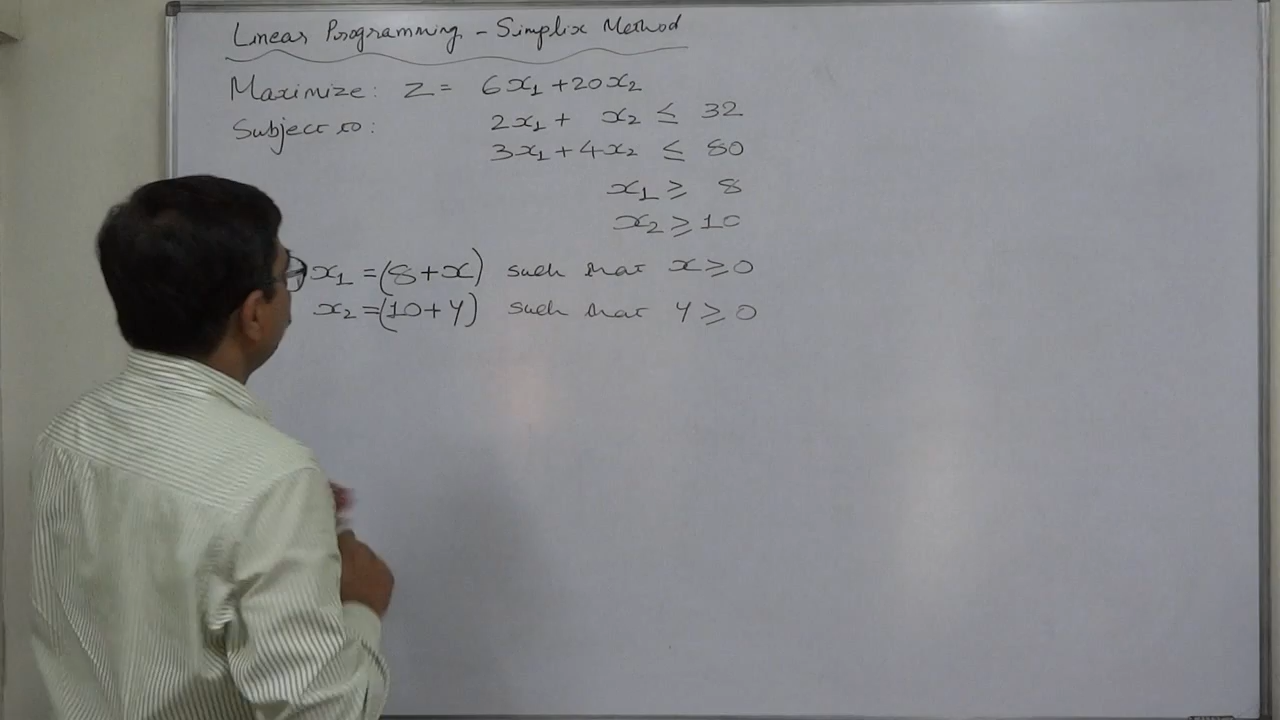 Linear Programming - Simplix Method
Maximize: Z = 6x₁ + 20x₂
Subject to: 2x₁ + x₂ ≤ 32
3x₁ + 4x₂ ≤ 80
x₁ ≥ 8
x₂ ≥ 10
x₁ = (8 + x) such that x ≥ 0
x₂ = (10 + y) such that y ≥ 0